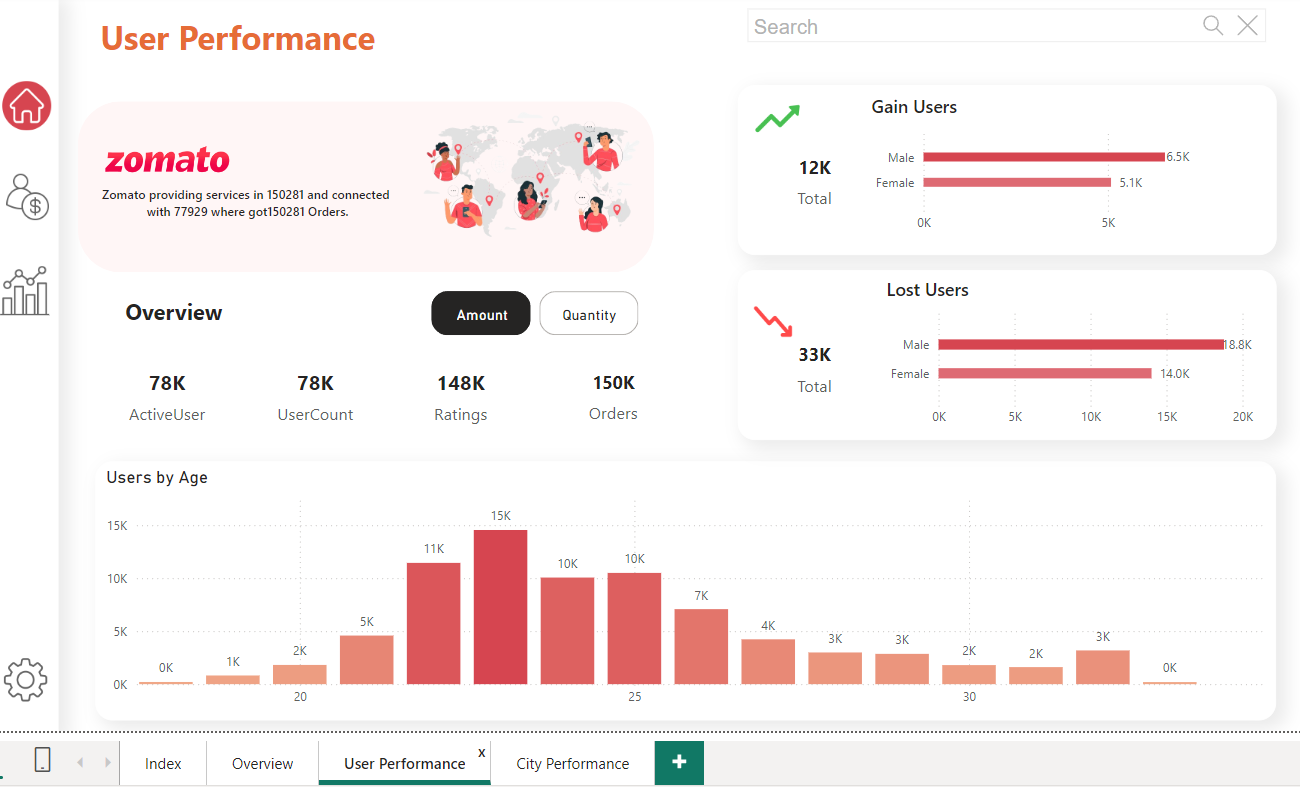 User Performance
Search
zomato
Zomato providing services in 150281 and connected
with 77929 where got150281 Orders.
Gain Users
12K
Total
Male
6.5K
Female
5.1K
0K
5K
Overview
Amount
Quantity
78K
ActiveUser
78K
UserCount
148K
Ratings
150K
Orders
Lost Users
33K
Total
Male
18.8K
Female
14.0K
0K
5K
10K
15K
20K
Users by Age
15K
10K
5K
0K
0K
1K
2K
5K
11K
15K
10K
10K
7K
4K
3K
3K
2K
2K
3K
0K
20
25
30
Index
Overview
User Performance
x
City Performance
+